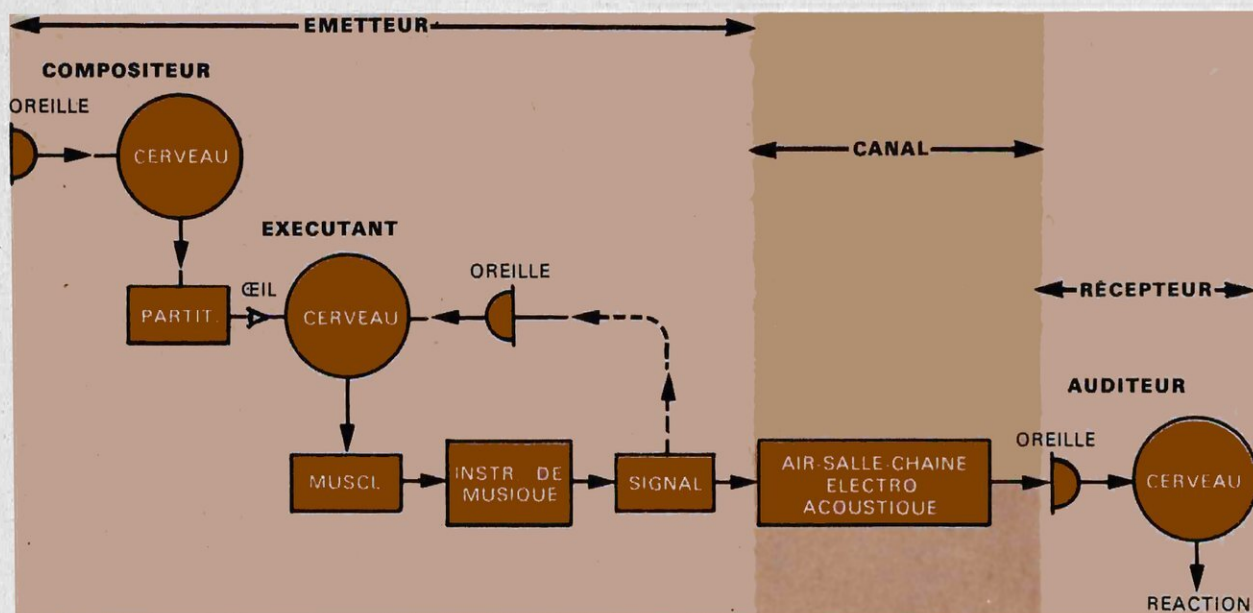 EMETTEUR
COMPOSITEUR
OREILLE
CERVEAU
CANAL
EXECUTANT
OREILLE
ŒIL
PARTIT.
CERVEAU
RÉCEPTEUR
AUDITEUR
OREILLE
MUSCL.
INSTR DE
MUSIQUE
SIGNAL
AIR-SALLE-CHAINE
ELECTRO
ACOUSTIQUE
CERVEAU
REACTION